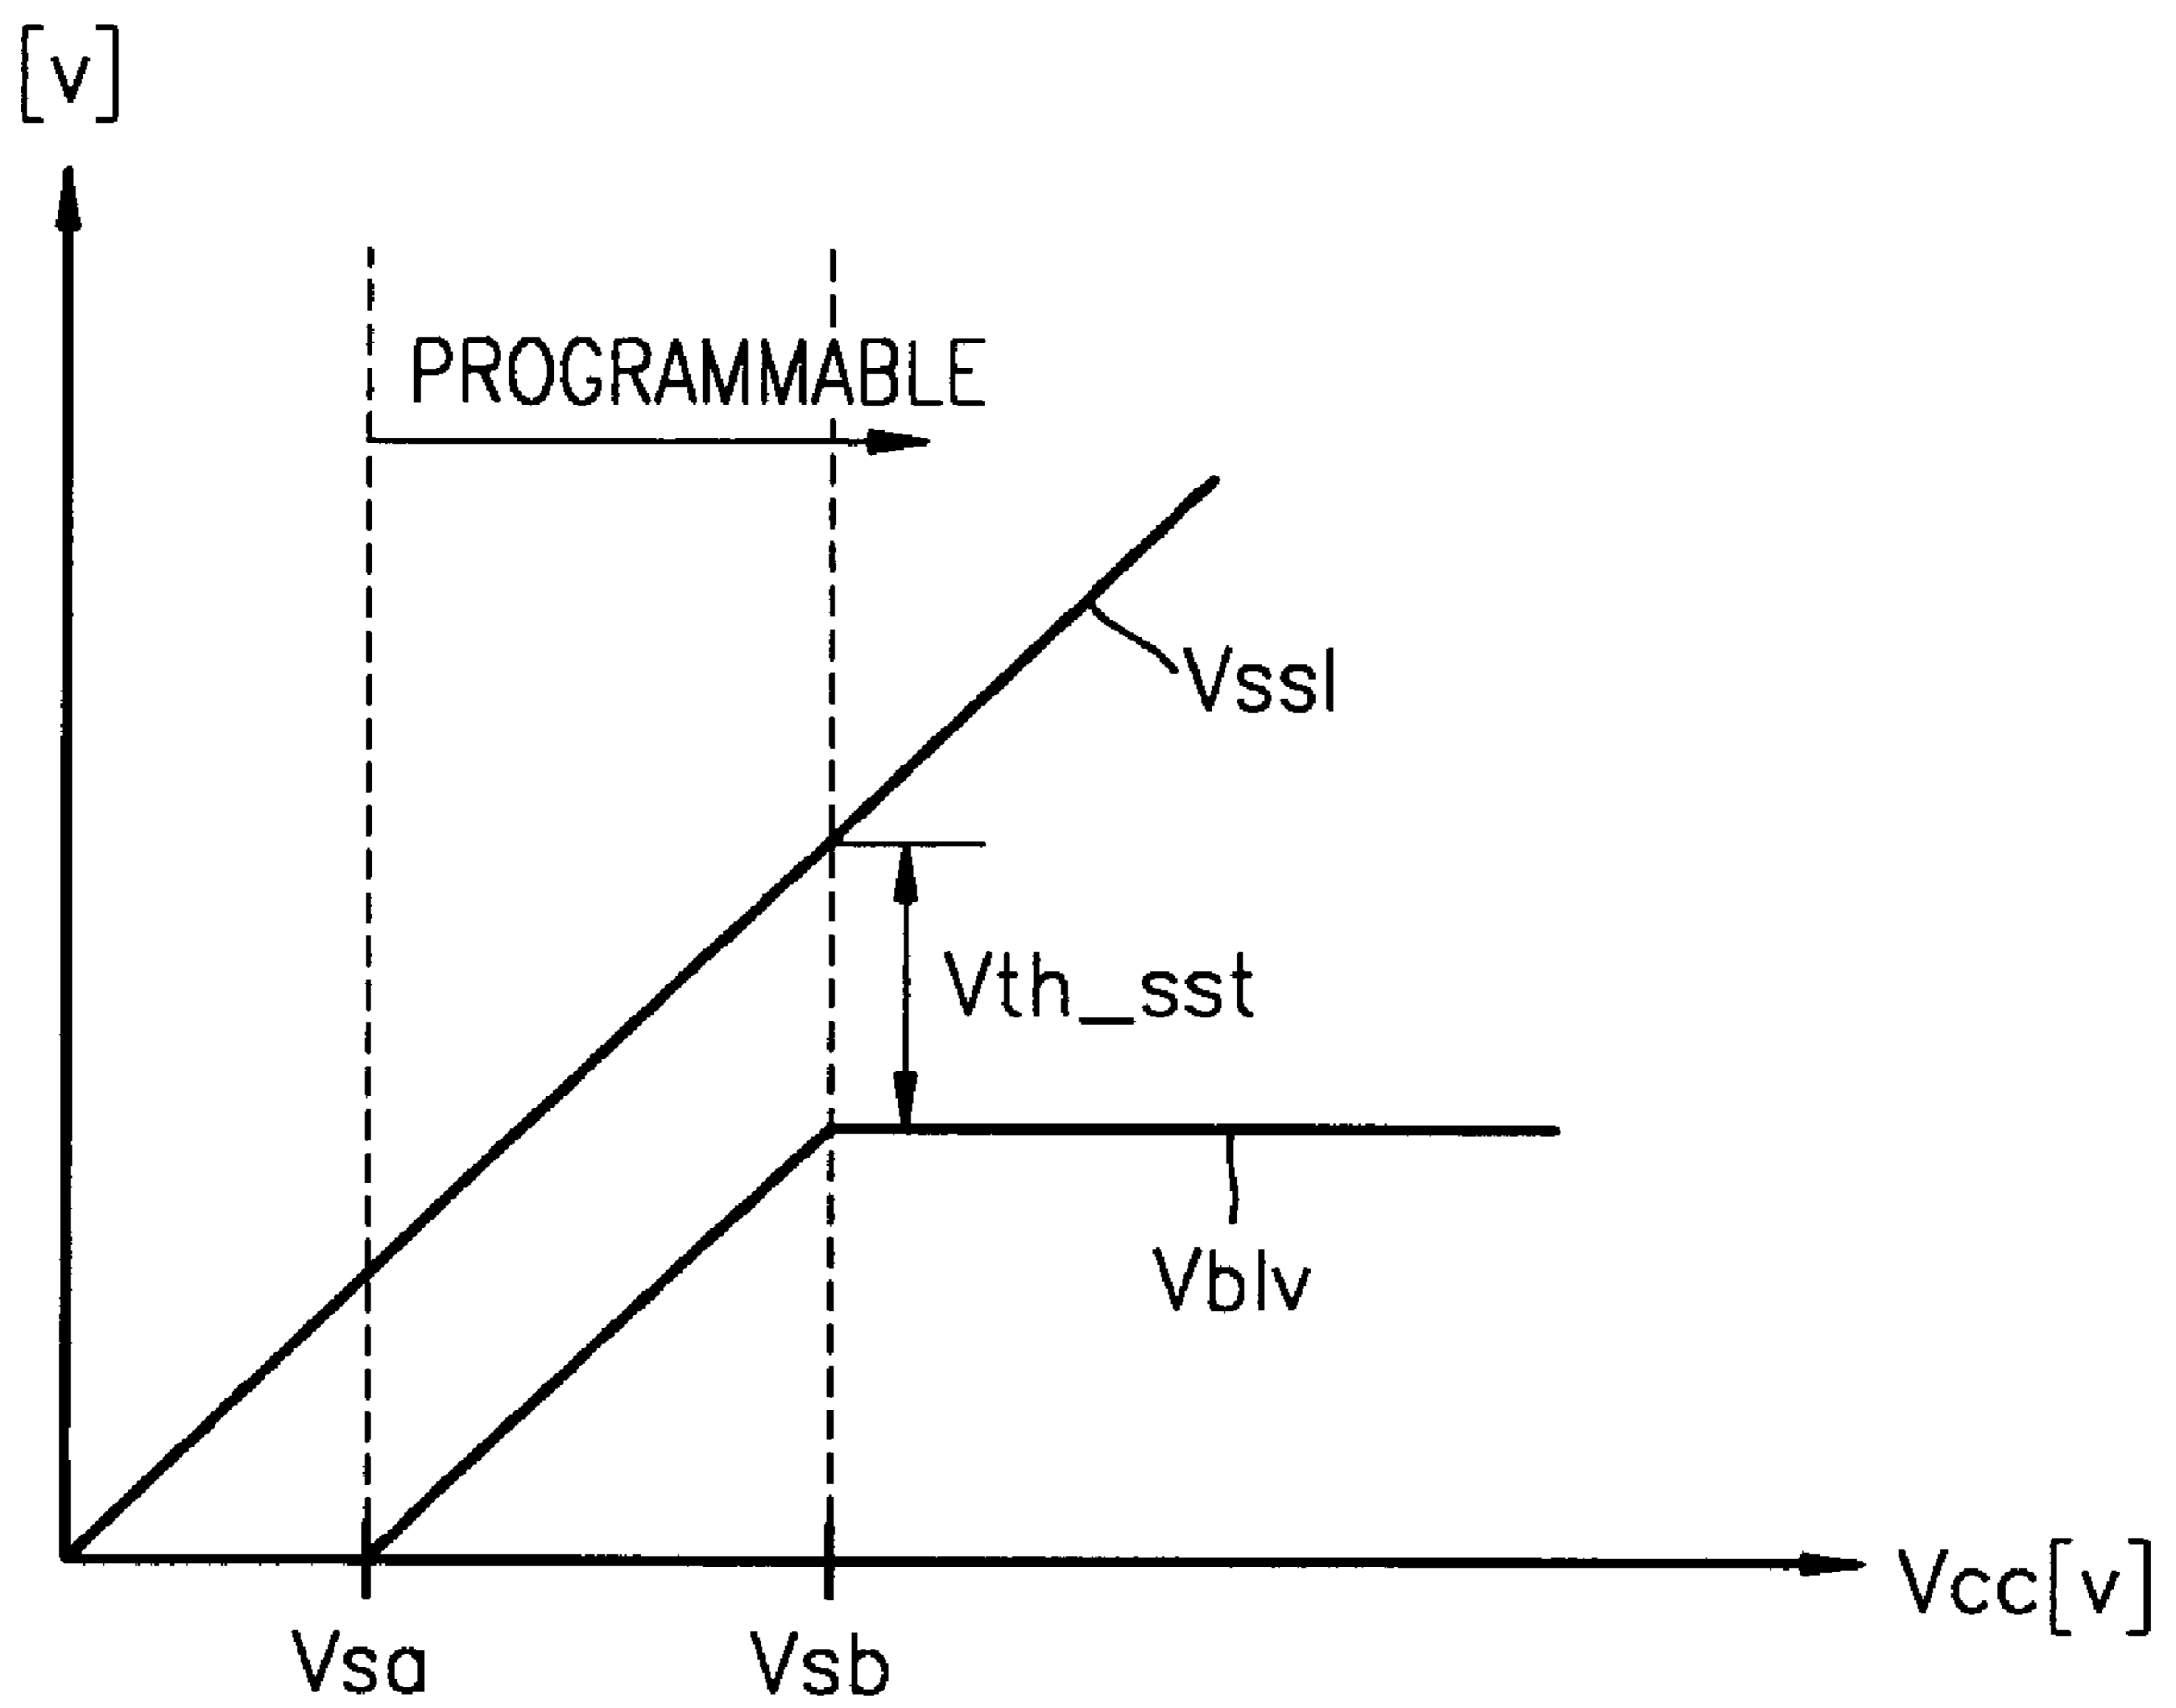 [v]
PROGRAMMABLE
Vssl
Vth_sst
Vblv
Vcc[v]
Vsa
Vsb